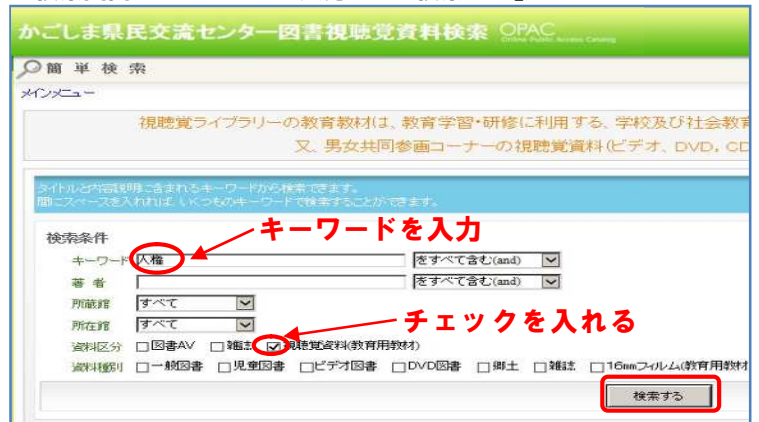 かごしま県民交流センター図書視聴覚資料検索 OPAC
Online Public Access Catalog
簡単検索
メインメニュー
視聴覚ライブラリーの教育教材は、教育学習・研修に利用する、学校及び社会教育
又、男女共同参画コーナーの視聴覚資料(ビデオ、DVD，CD
タイトルと内容説明に含まれるキーワードから検索できます。
間にスペースを入れれば、いくつものキーワードで検索することができます。
検索条件
キーワードを入力
キーワード 人権 をすべて含む(and)
著者 をすべて含む(and)
所蔵館 すべて
所在館 すべて
チェックを入れる
資料区分 図書AV 雑誌 視聴覚資料(教育用教材)
資料種別 一般図書 児童図書 ビデオ図書 DVD図書 郷土 雑誌 16mmフィルム(教育用教材
検索する